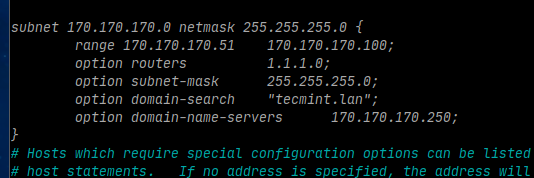 subnet 170.170.170.0 netmask 255.255.255.0 {
range 170.170.170.51 170.170.170.100;
option routers 1.1.1.0;
option subnet-mask 255.255.255.0;
option domain-search "tecmint.lan";
option domain-name-servers 170.170.170.250;
}
# Hosts which require special configuration options can be listed
# host statements. If no address is specified, the address will